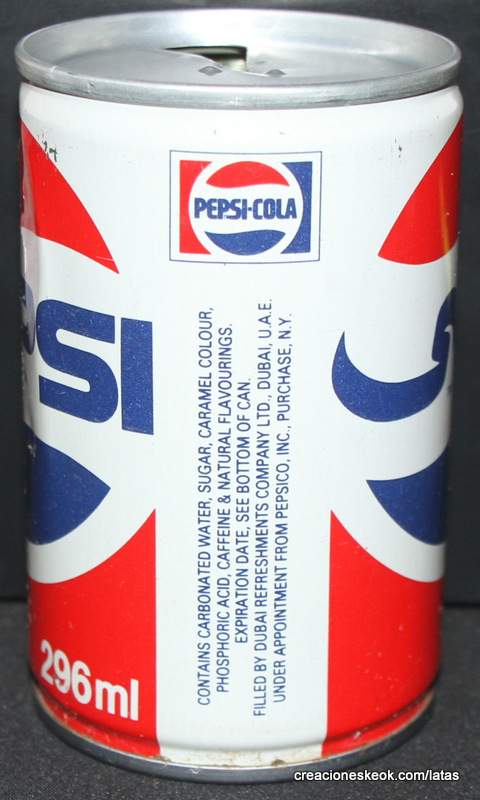 PEPSI-COLA
PSI
CONTAINS CARBONATED WATER, SUGAR, CARAMEL COLOUR,
PHOSPHORIC ACID, CAFFEINE & NATURAL FLAVOURINGS.
EXPIRATION DATE, SEE BOTTOM OF CAN.
FILLED BY DUBAI REFRESHMENTS COMPANY LTD., DUBAI, U.A.E.
UNDER APPOINTMENT FROM PEPSICO, INC., PURCHASE, N.Y.
296ml
creacioneskeok.com/latas